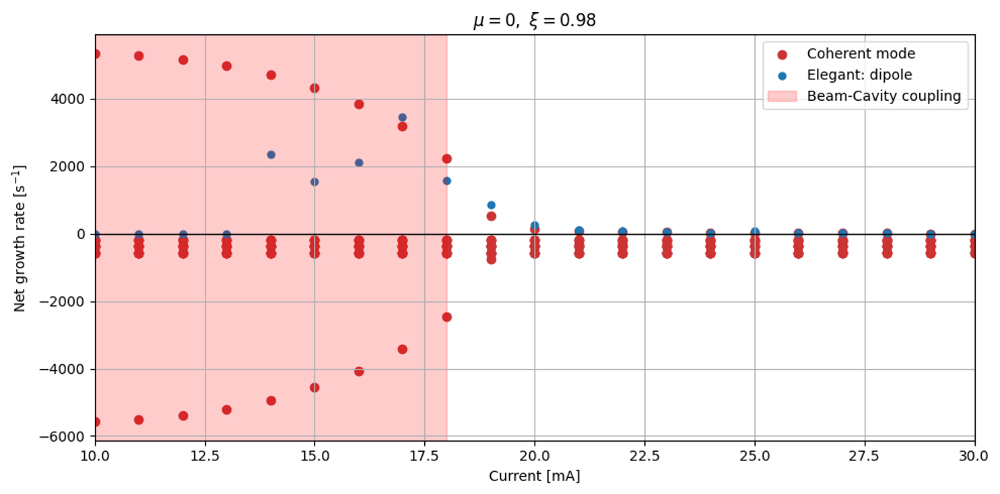 μ = 0, ξ = 0.98
Coherent mode
Elegant: dipole
Beam-Cavity coupling
Net growth rate [s⁻¹]
4000
2000
0
−2000
−4000
−6000
10.0 12.5 15.0 17.5 20.0 22.5 25.0 27.5 30.0
Current [mA]